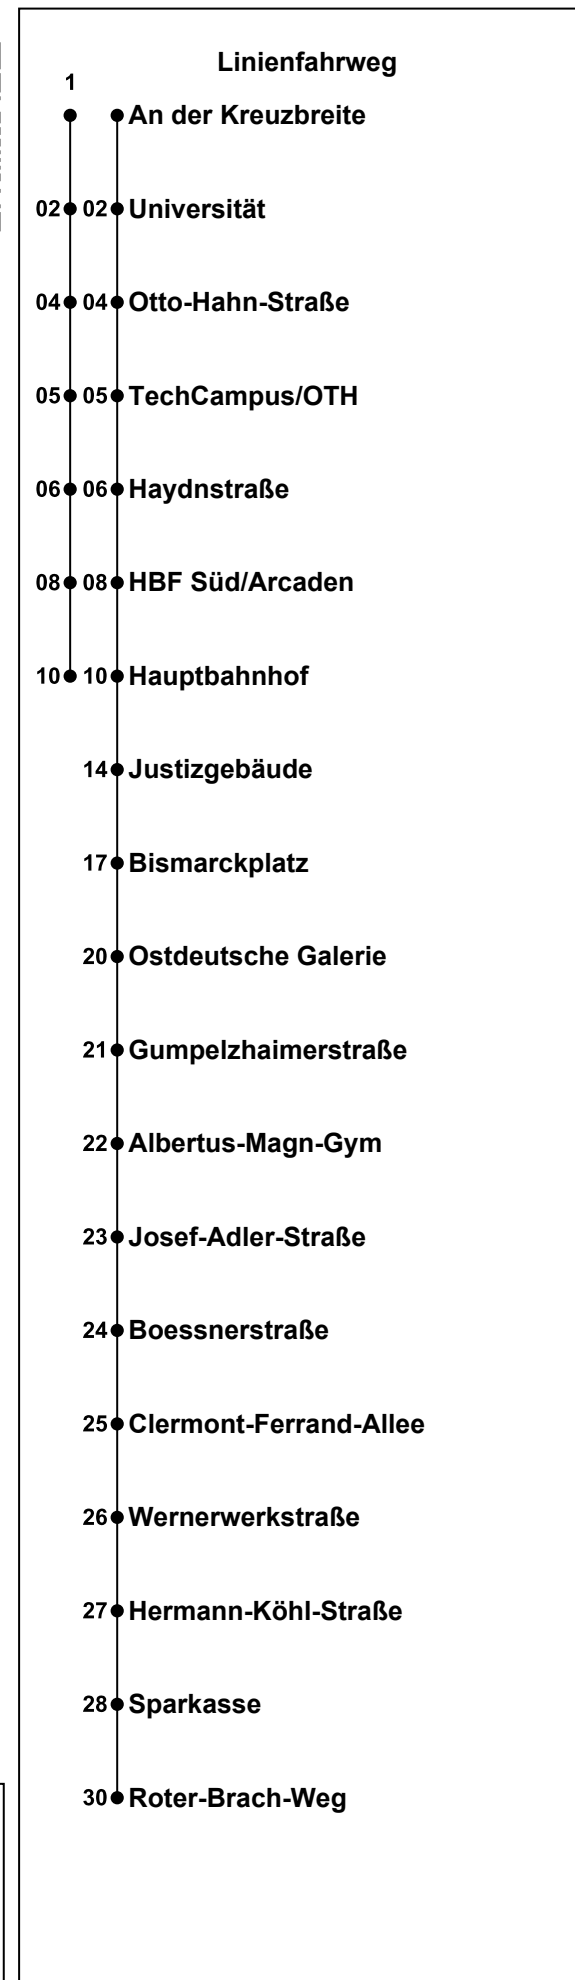 Linienfahrweg
1
An der Kreuzbreite
02 02 Universität
04 04 Otto-Hahn-Straße
05 05 TechCampus/OTH
06 06 Haydnstraße
08 08 HBF Süd/Arcaden
10 10 Hauptbahnhof
14 Justizgebäude
17 Bismarckplatz
20 Ostdeutsche Galerie
21 Gumpelzhaimerstraße
22 Albertus-Magn-Gym
23 Josef-Adler-Straße
24 Boessnerstraße
25 Clermont-Ferrand-Allee
26 Wernerwerkstraße
27 Hermann-Köhl-Straße
28 Sparkasse
30 Roter-Brach-Weg